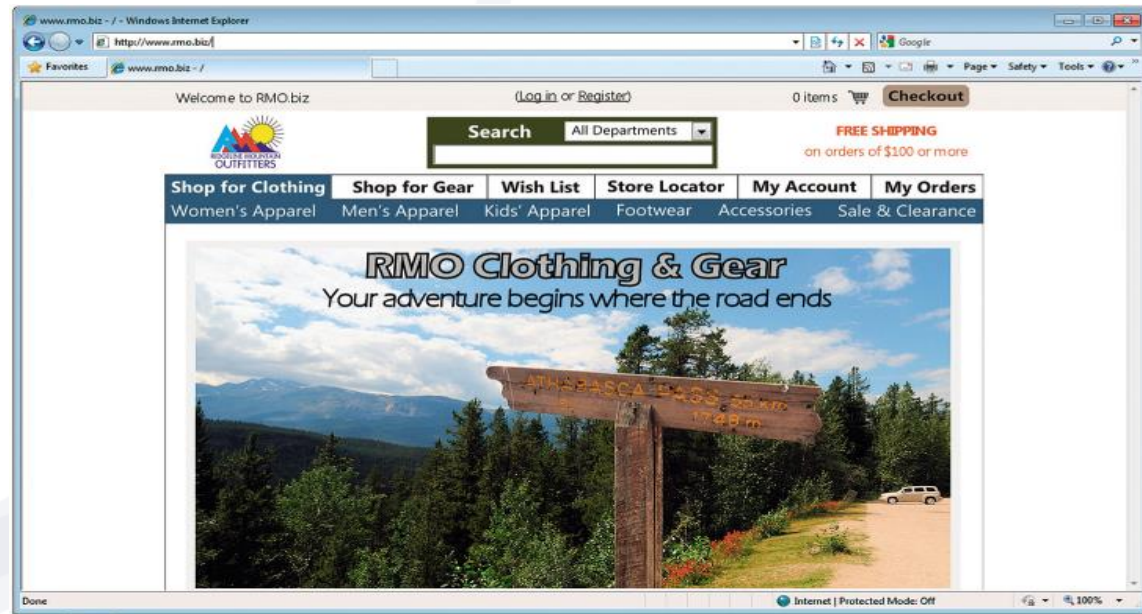 www.rmo.biz - / - Windows Internet Explorer
http://www.rmo.biz/ Google
Favorites www.rmo.biz - / Page Safety Tools
Welcome to RMO.biz (Log in or Register) 0 items Checkout
Search All Departments
FREE SHIPPING
on orders of $100 or more
RIDGELINE MOUNTAIN
OUTFITTERS
Shop for Clothing Shop for Gear Wish List Store Locator My Account My Orders
Women's Apparel Men's Apparel Kids' Apparel Footwear Accessories Sale & Clearance
RMO Clothing & Gear
Your adventure begins where the road ends
ATHABASCA PASS 55 km
1748 m
Done Internet | Protected Mode: Off 100%